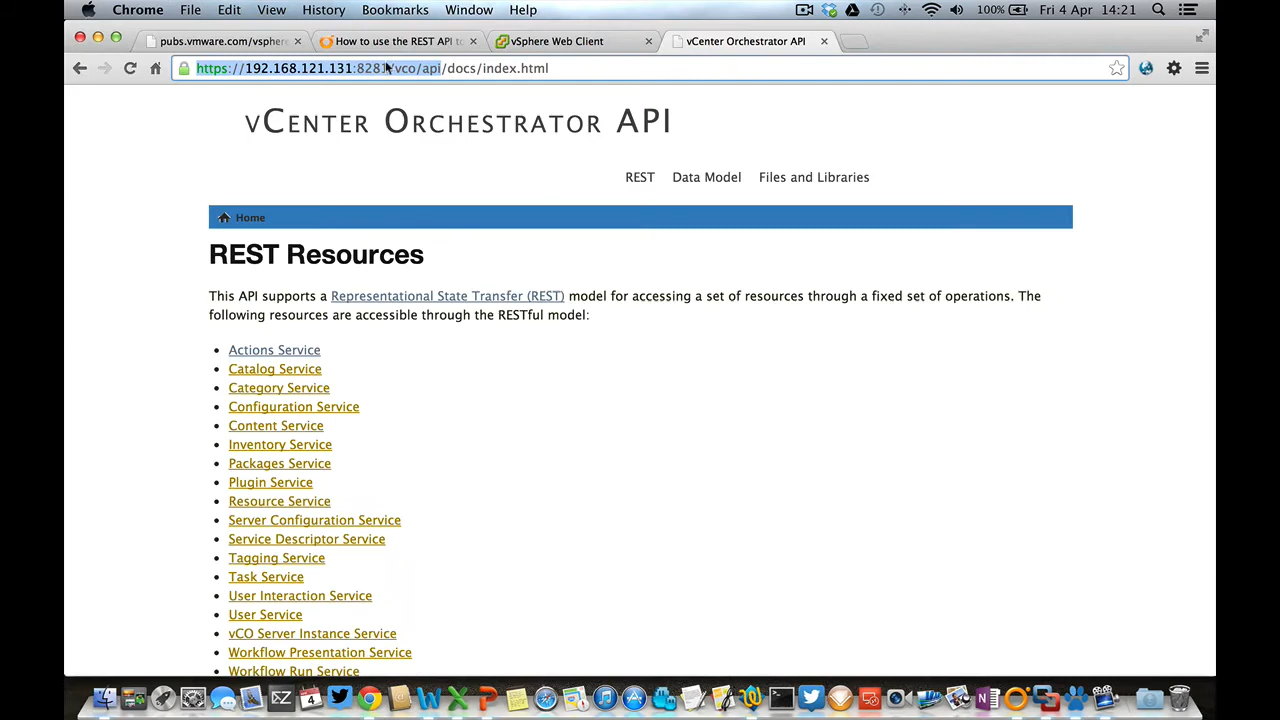 Chrome File Edit View History Bookmarks Window Help 100% Fri 4 Apr 14:21
pubs.vmware.com/vsphere × How to use the REST API to × vSphere Web Client × vCenter Orchestrator API ×
https://192.168.121.131:8281/vco/api/docs/index.html
vCenter Orchestrator API
REST Data Model Files and Libraries
Home
REST Resources
This API supports a Representational State Transfer (REST) model for accessing a set of resources through a fixed set of operations. The
following resources are accessible through the RESTful model:
• Actions Service
• Catalog Service
• Category Service
• Configuration Service
• Content Service
• Inventory Service
• Packages Service
• Plugin Service
• Resource Service
• Server Configuration Service
• Service Descriptor Service
• Tagging Service
• Task Service
• User Interaction Service
• User Service
• vCO Server Instance Service
• Workflow Presentation Service
• Workflow Run Service